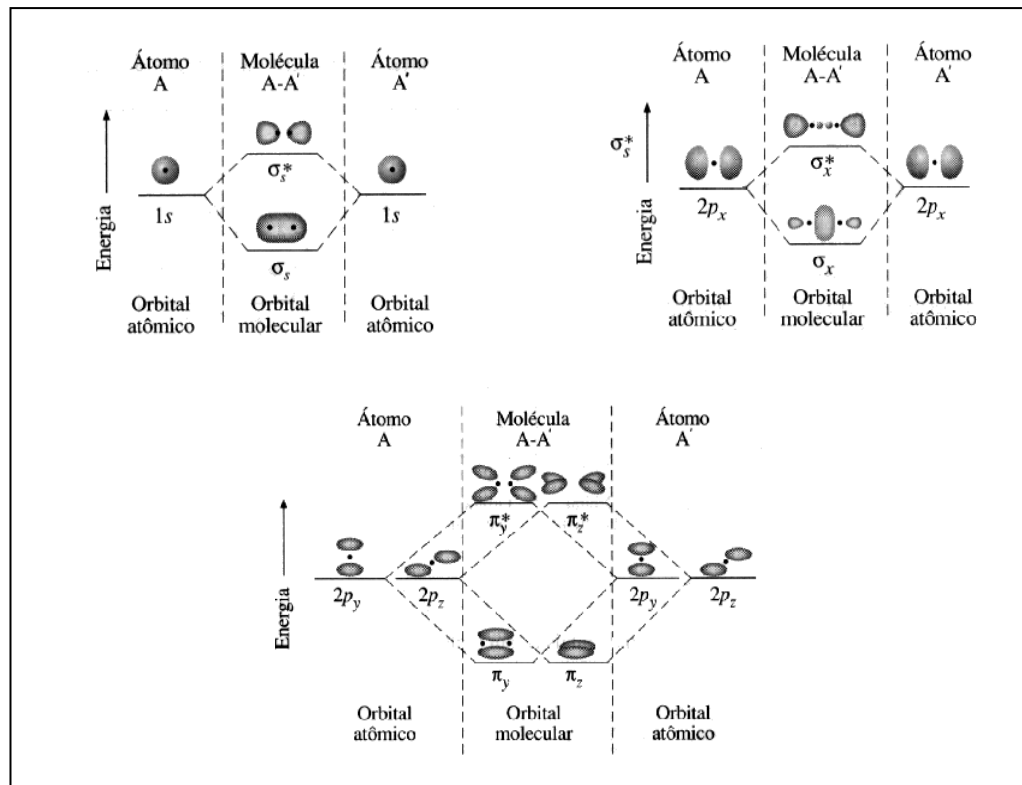 Átomo A
Molécula A-A'
Átomo A'
Energia
σs*
1s
1s
σs
Orbital atômico
Orbital molecular
Orbital atômico
Átomo A
Molécula A-A'
Átomo A'
σs*
Energia
σx*
2px
2px
σx
Orbital atômico
Orbital molecular
Orbital atômico
Átomo A
Molécula A-A'
Átomo A'
Energia
πy*
πz*
2py
2pz
2py
2pz
πy
πz
Orbital atômico
Orbital molecular
Orbital atômico